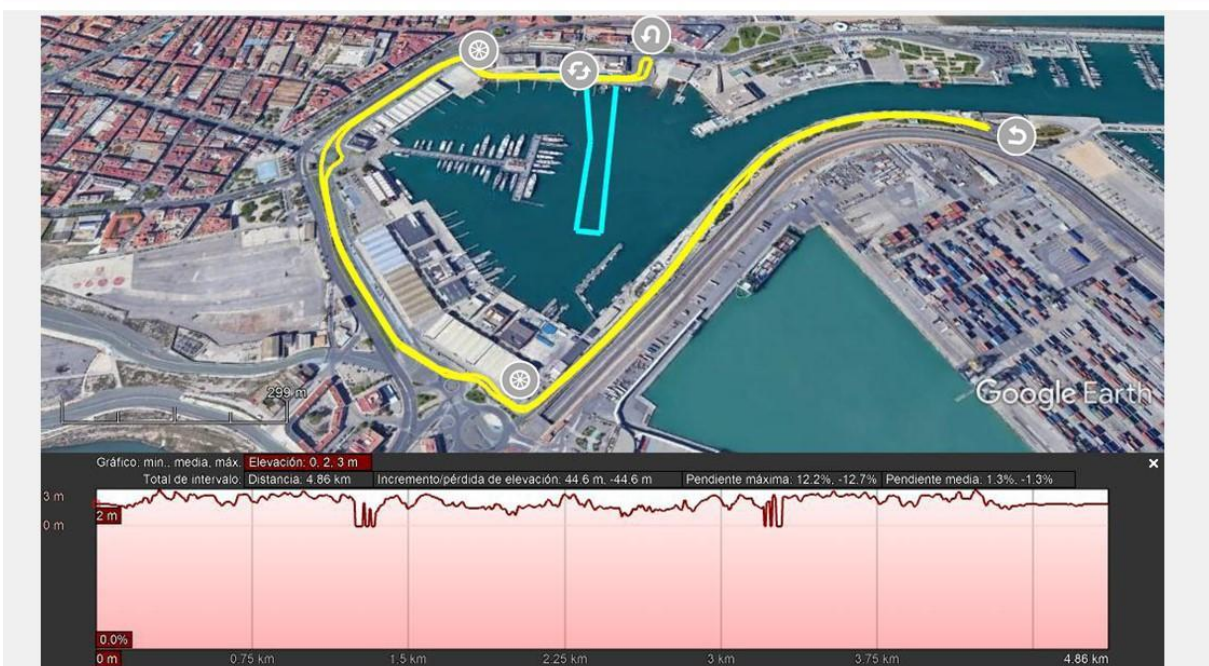 299 m
Google Earth
Gráfico: min., media, máx. Elevación: 0, 2, 3 m
Total de intervalo: Distancia: 4.86 km Incremento/pérdida de elevación: 44.6 m, -44.6 m Pendiente máxima: 12.2%, -12.7% Pendiente media: 1.3%, -1.3%
3 m
2 m
0 m
0.0%
0 m 0.75 km 1.5 km 2.25 km 3 km 3.75 km 4.86 km